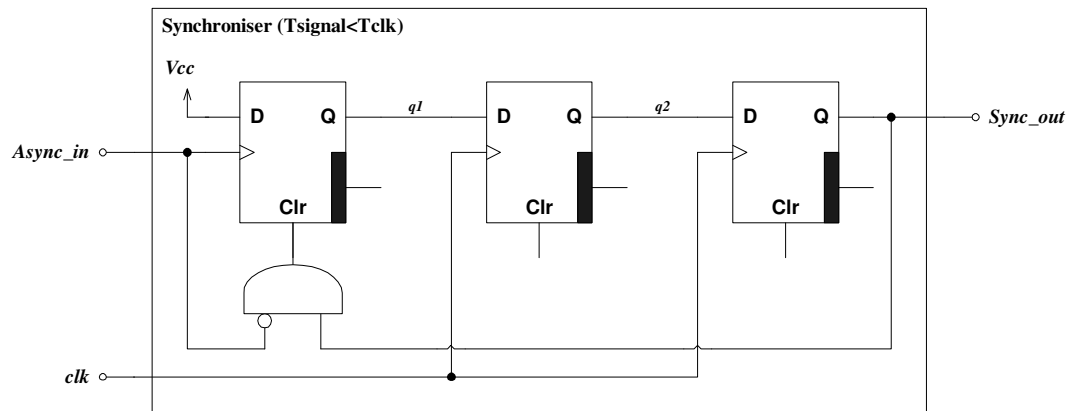 Synchroniser (Tsignal<Tclk)
Vcc
D Q q1 D Q q2 D Q Sync_out
Async_in
Clr Clr Clr
clk